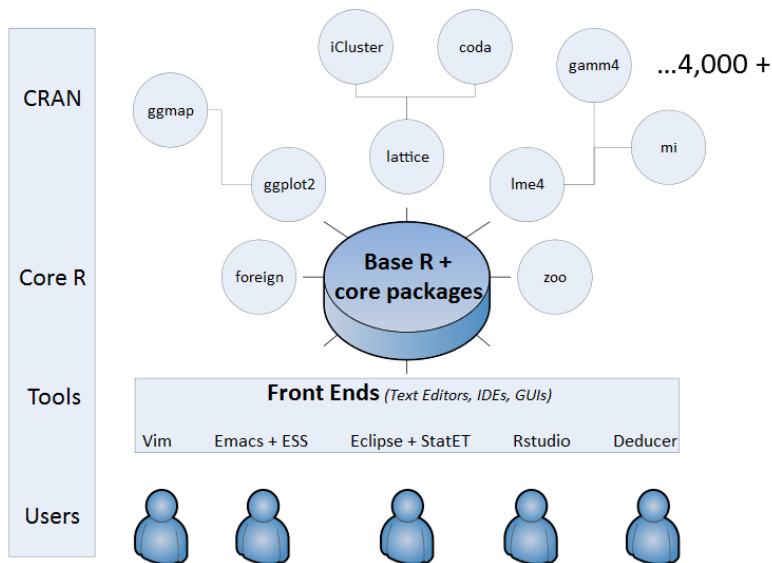 iCluster
coda
gamm4
...4,000 +
CRAN
ggmap
mi
lattice
ggplot2
lme4
Core R
foreign
Base R +
core packages
zoo
Tools
Front Ends (Text Editors, IDEs, GUIs)
Vim
Emacs + ESS
Eclipse + StatET
Rstudio
Deducer
Users